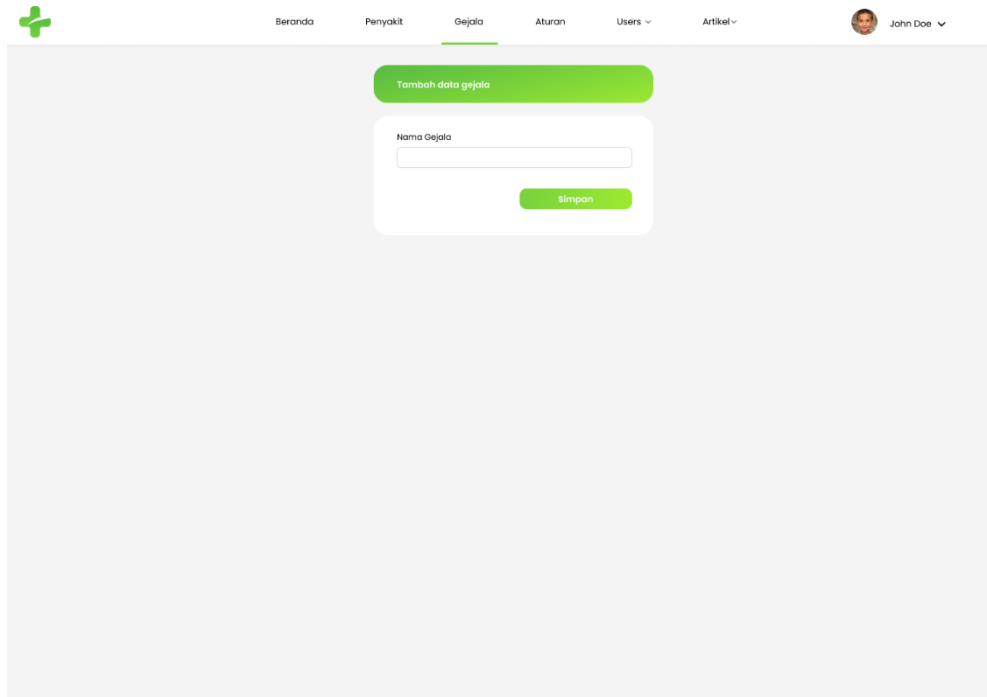 Beranda Penyakit Gejala Aturan Users Artikel John Doe
Tambah data gejala
Nama Gejala
Simpan